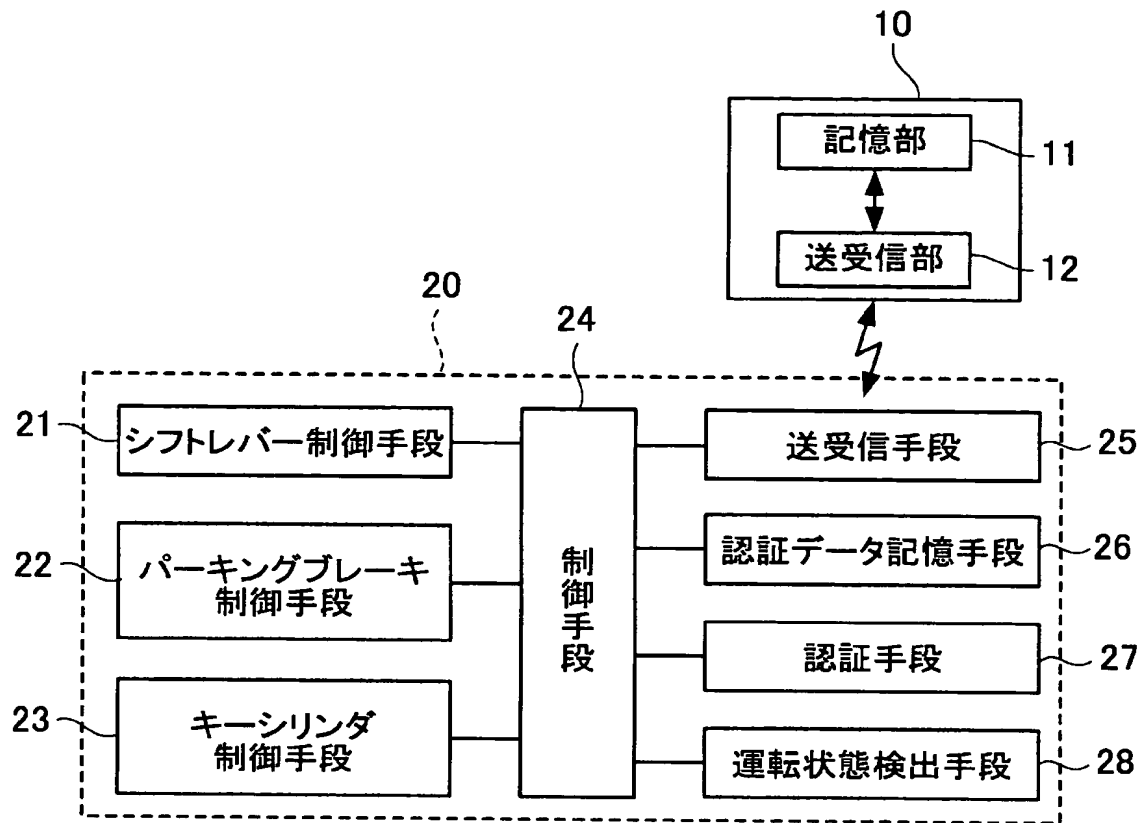 10
記憶部
11
送受信部
12
20
24
21
シフトレバー制御手段
送受信手段
25
22
パーキングブレーキ
制御手段
制御手段
認証データ記憶手段
26
認証手段
27
23
キーシリンダ
制御手段
運転状態検出手段
28